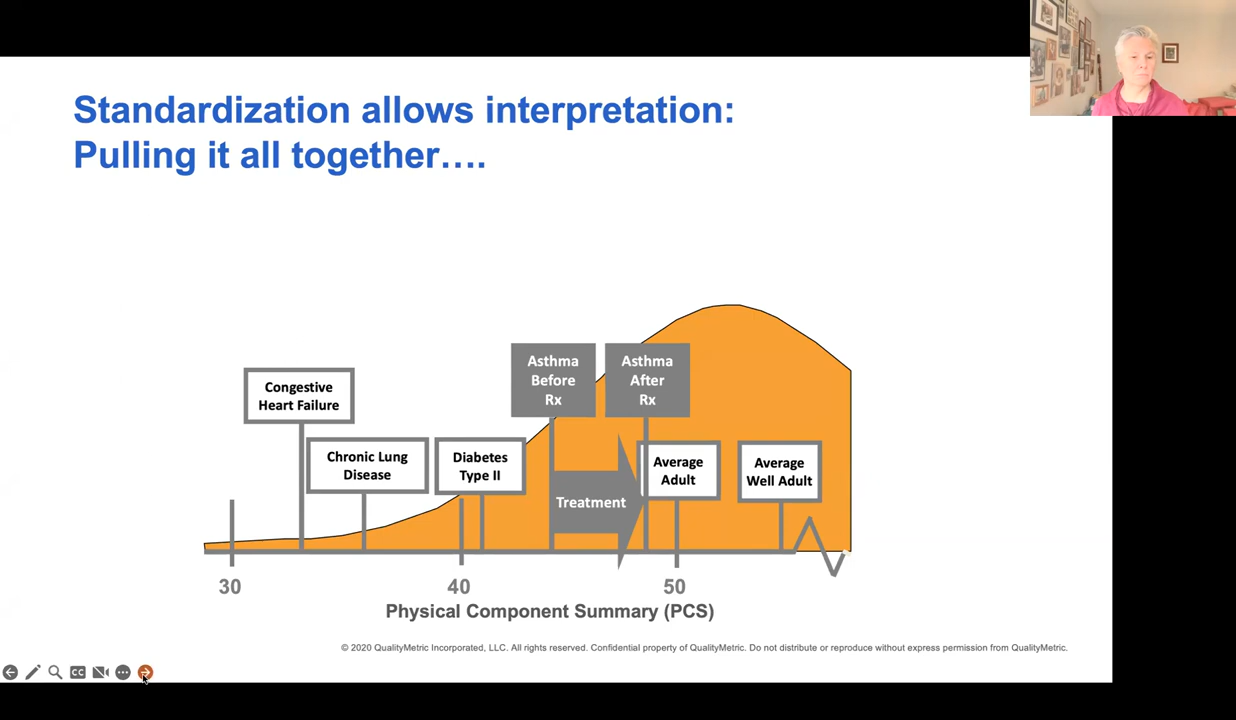 Standardization allows interpretation:
Pulling it all together….
Asthma
Before
Rx
Asthma
After
Rx
Congestive
Heart Failure
Chronic Lung
Disease
Diabetes
Type II
Treatment
Average
Adult
Average
Well Adult
30
40
50
Physical Component Summary (PCS)
© 2020 QualityMetric Incorporated, LLC. All rights reserved. Confidential property of QualityMetric. Do not distribute or reproduce without express permission from QualityMetric.
CC